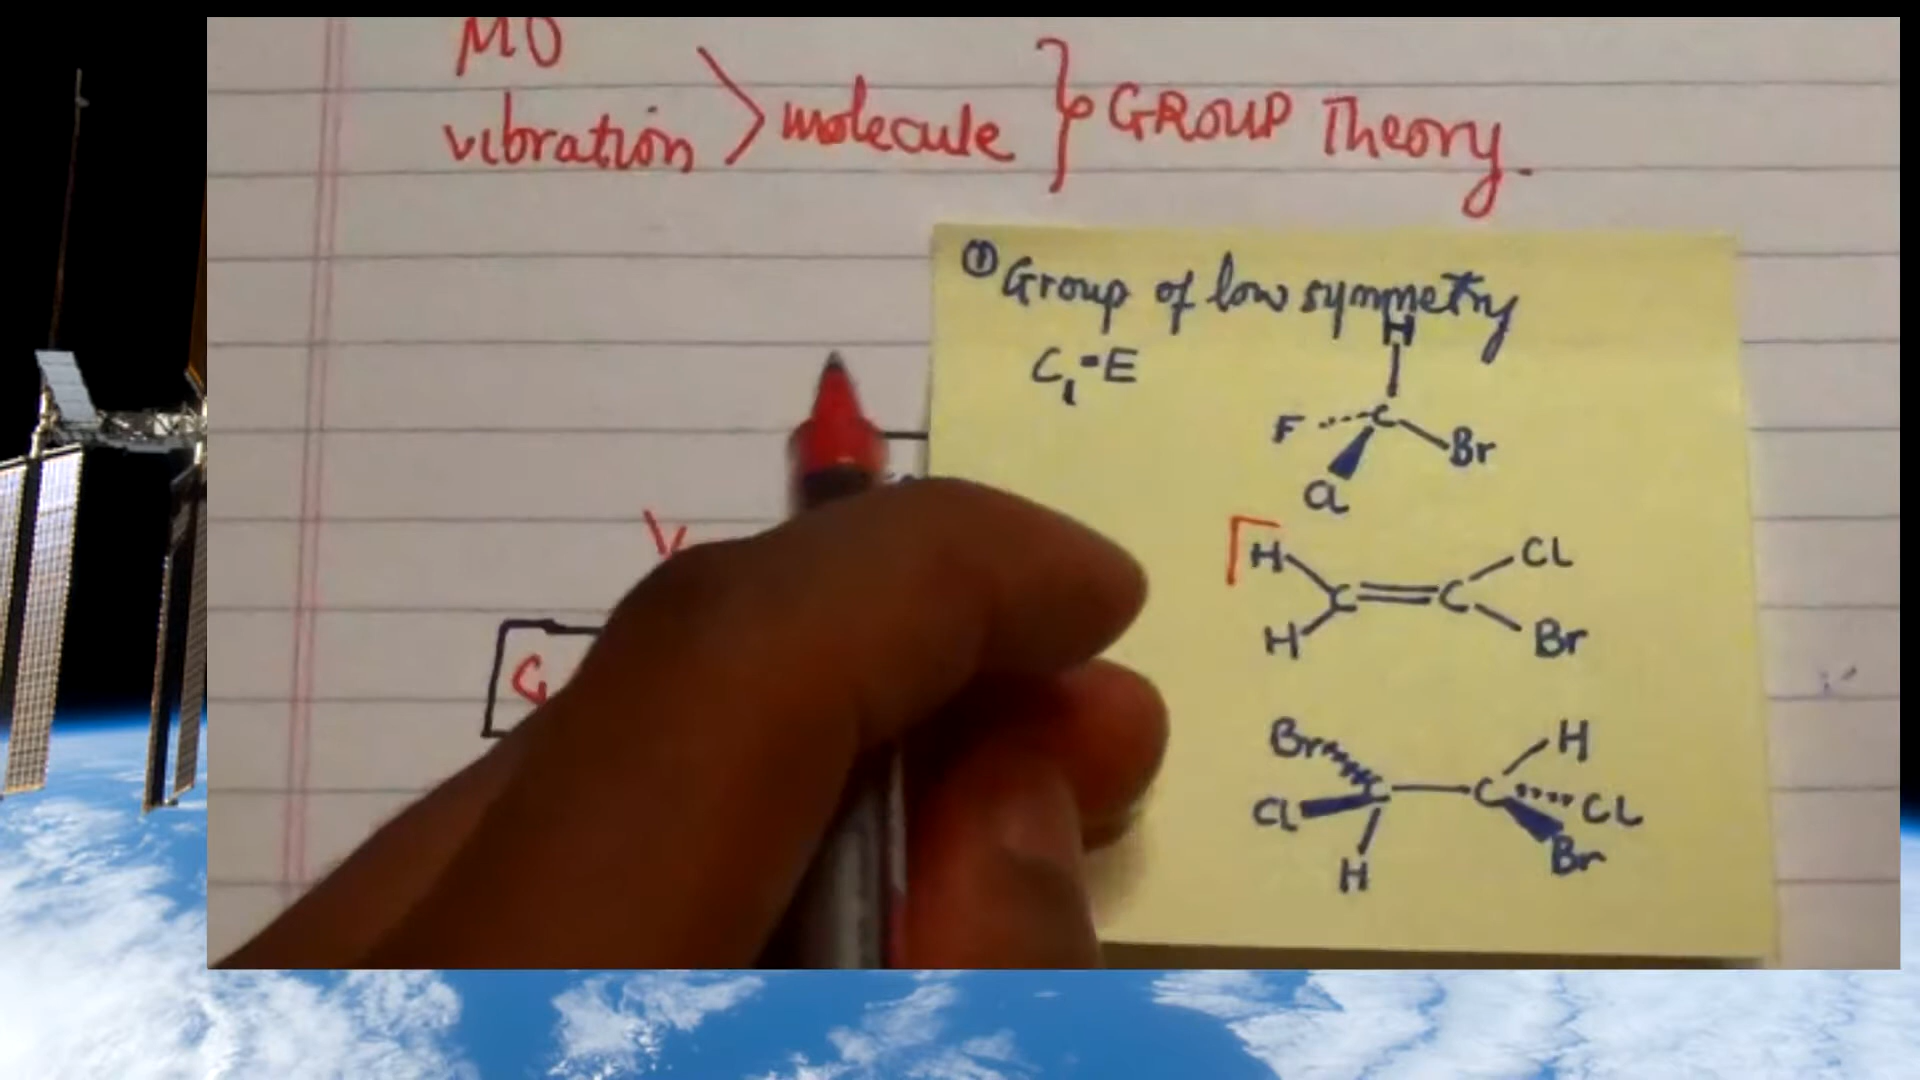 MO
vibration > molecule } GROUP Theory.
① Group of low symmetry
C₁ = E
H
F C Br
Cl
H Cl
C = C
H Br
Br H
C C
Cl Cl
H Br